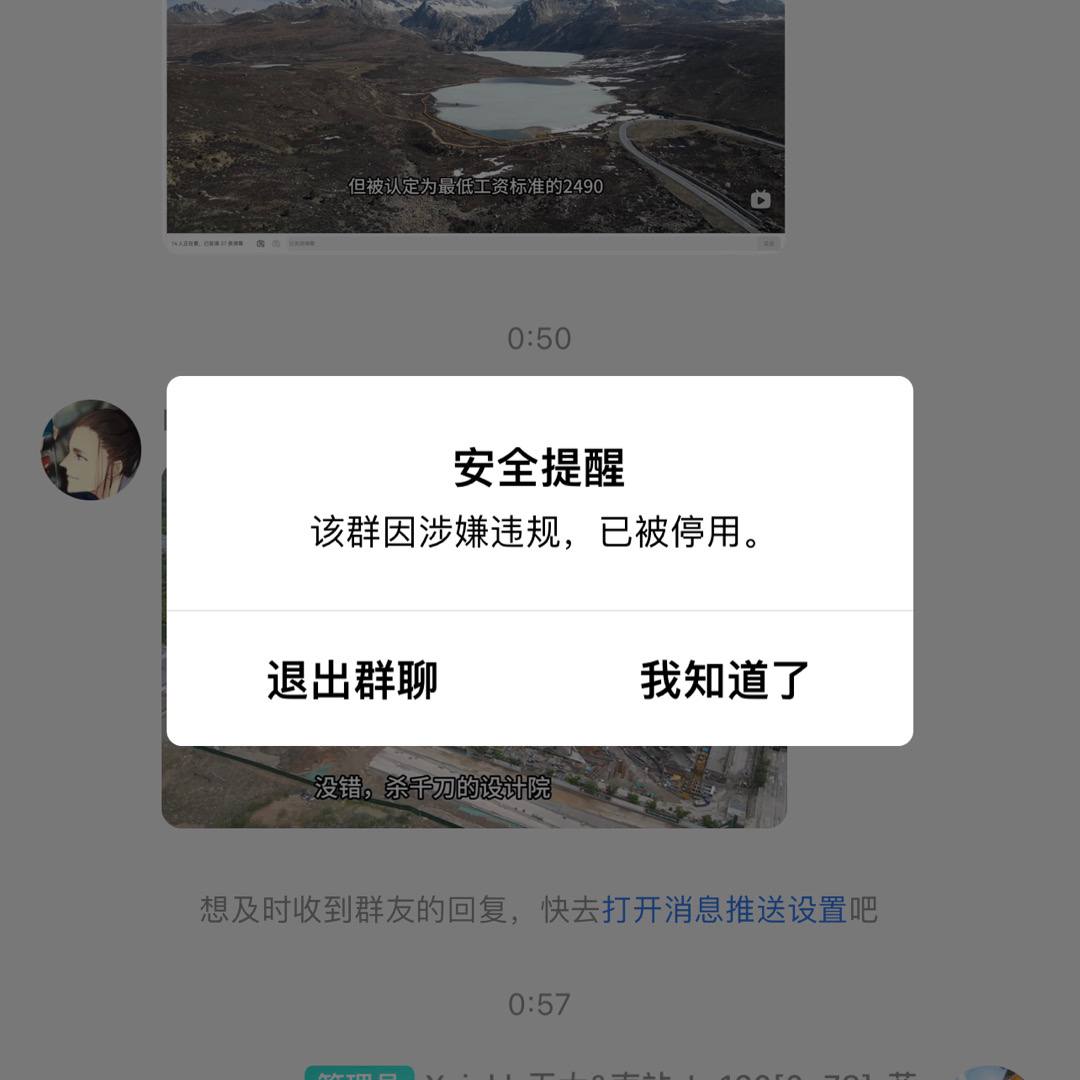 但被认定为最低工资标准的2490
0:50
安全提醒
该群因涉嫌违规，已被停用。
退出群聊
我知道了
没错，杀千刀的设计院
想及时收到群友的回复，快去打开消息推送设置吧
0:57
管理员